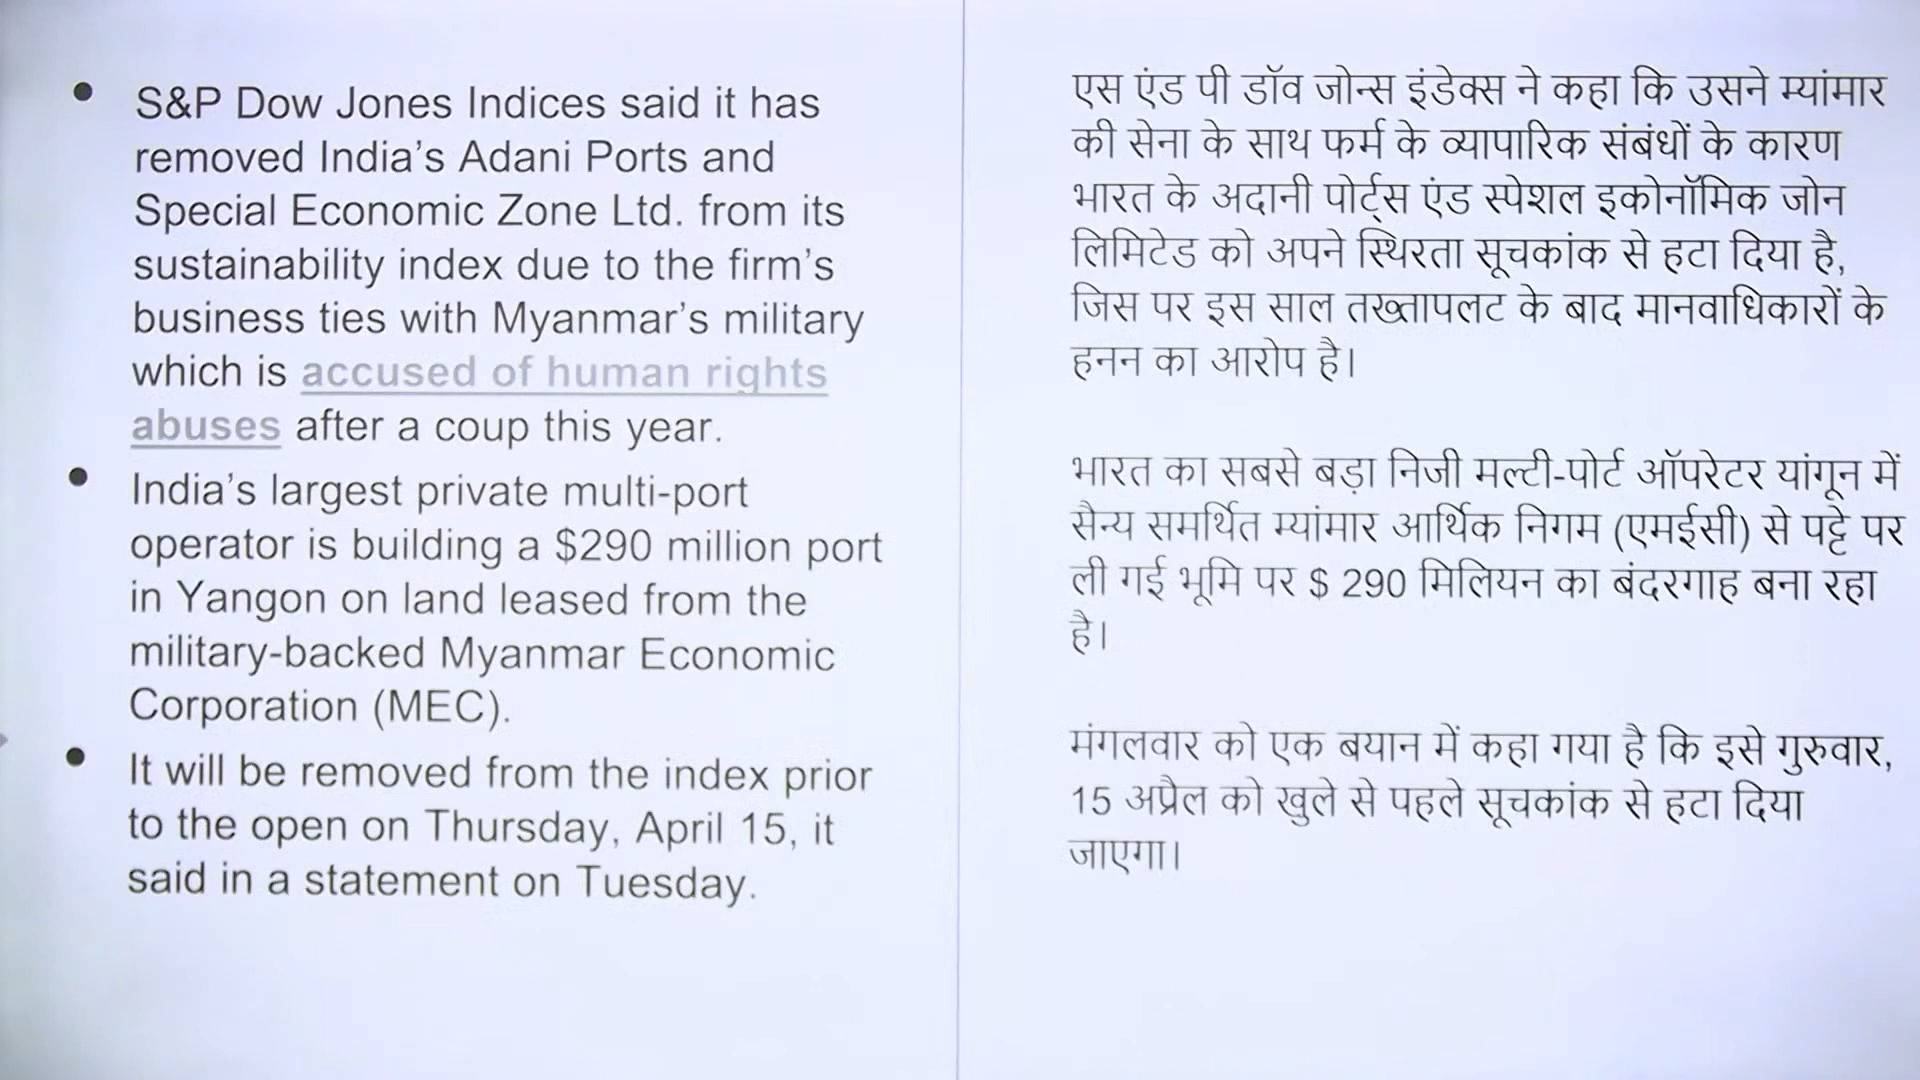 S&P Dow Jones Indices said it has
removed India's Adani Ports and
Special Economic Zone Ltd. from its
sustainability index due to the firm's
business ties with Myanmar's military
which is accused of human rights
abuses after a coup this year.
India's largest private multi-port
operator is building a $290 million port
in Yangon on land leased from the
military-backed Myanmar Economic
Corporation (MEC).
It will be removed from the index prior
to the open on Thursday, April 15, it
said in a statement on Tuesday.
एस एंड पी डॉव जोन्स इंडेक्स ने कहा कि उसने म्यांमार
की सेना के साथ फर्म के व्यापारिक संबंधों के कारण
भारत के अदानी पोर्ट्स एंड स्पेशल इकोनॉमिक जोन
लिमिटेड को अपने स्थिरता सूचकांक से हटा दिया है,
जिस पर इस साल तख्तापलट के बाद मानवाधिकारों के
हनन का आरोप है।
भारत का सबसे बड़ा निजी मल्टी-पोर्ट ऑपरेटर यांगून में
सैन्य समर्थित म्यांमार आर्थिक निगम (एमईसी) से पट्टे पर
ली गई भूमि पर $ 290 मिलियन का बंदरगाह बना रहा
है।
मंगलवार को एक बयान में कहा गया है कि इसे गुरुवार,
15 अप्रैल को खुले से पहले सूचकांक से हटा दिया
जाएगा।